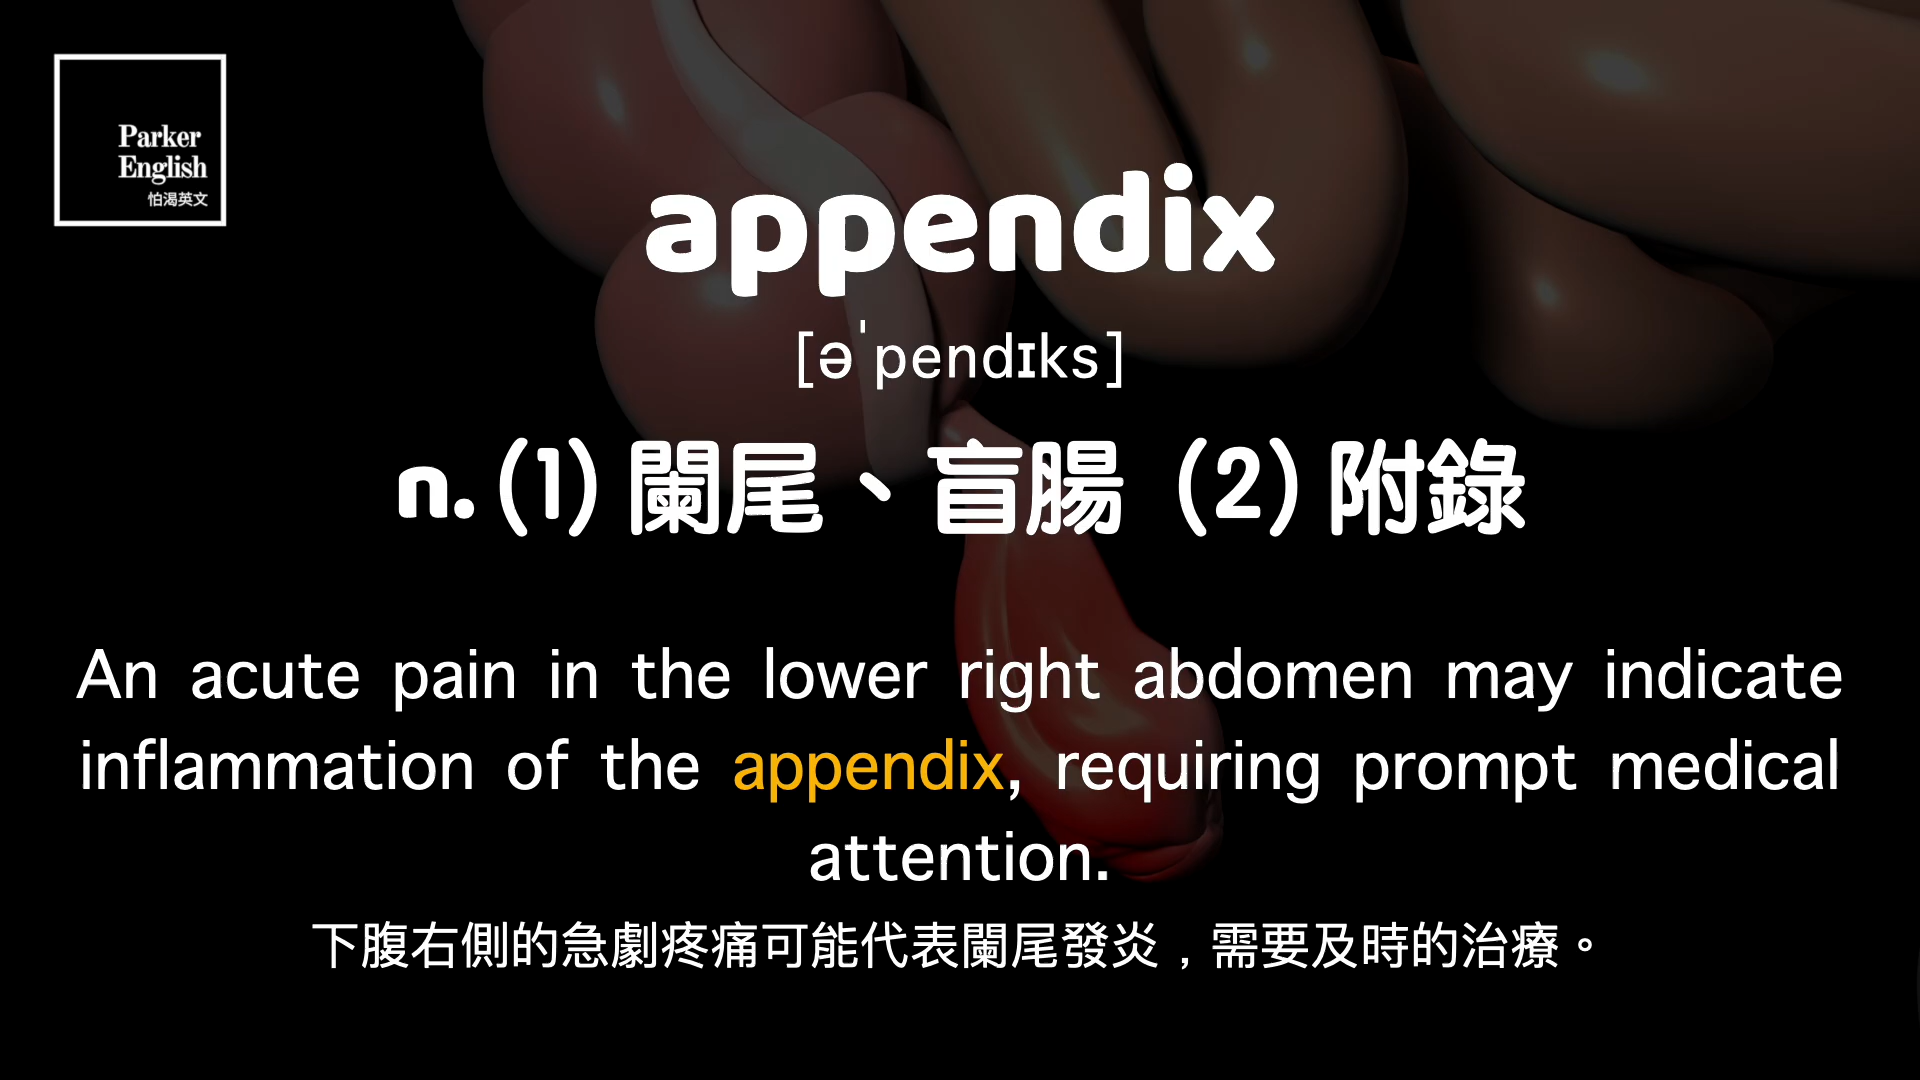 Parker
English
怕渴英文
appendix
[əˈpendɪks]
n. (1) 闌尾、盲腸 (2) 附錄
An acute pain in the lower right abdomen may indicate
inflammation of the appendix, requiring prompt medical
attention.
下腹右側的急劇疼痛可能代表闌尾發炎，需要及時的治療。